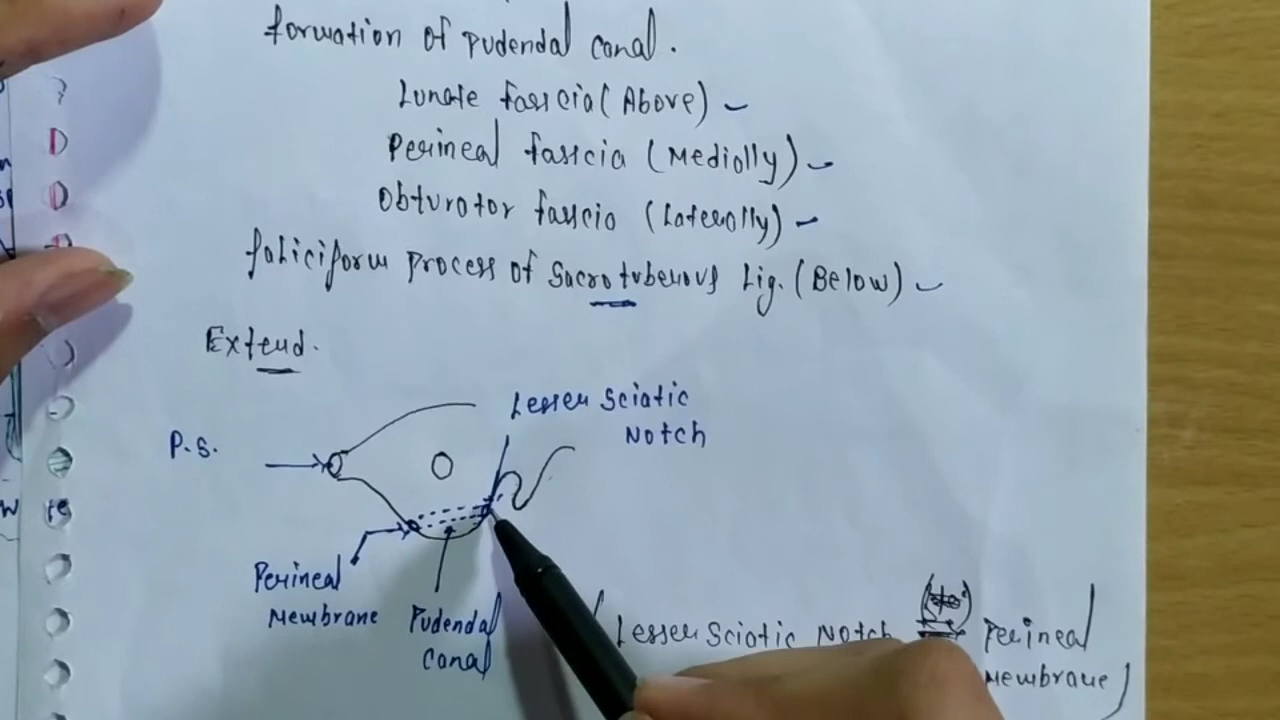 formation of pudendal canal.
Lunate fascia (Above) –
Perineal fascia (Medially) –
Obturator fascia (Laterally) –
faliciform process of Sacrotuberous Lig. (Below) –
Extend.
Lesser Sciatic
Notch
P.S.
Perineal
Membrane
Pudendal
canal
(Lesser Sciatic Notch
Perineal
Membrane)